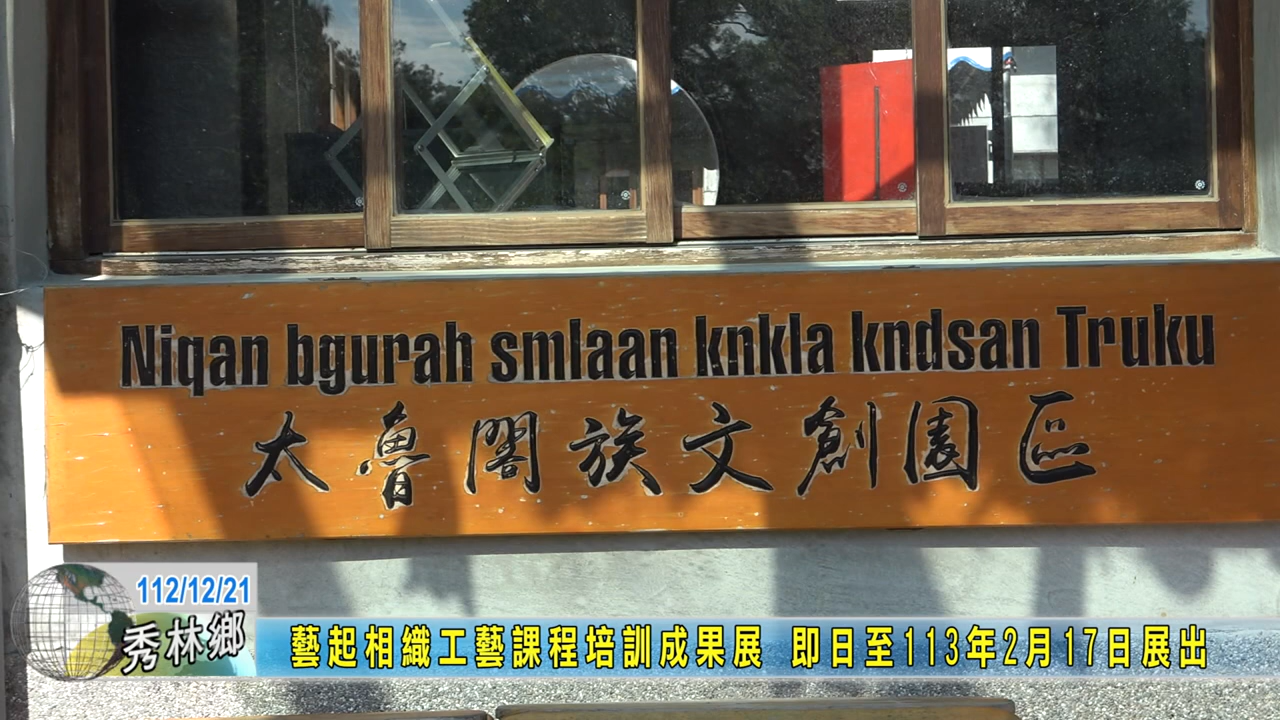 Niqan bgurah smlaan knkla kndsan Truku
太魯閣族文創園區
112/12/21
秀林鄉
藝起相織工藝課程培訓成果展 即日至113年2月17日展出